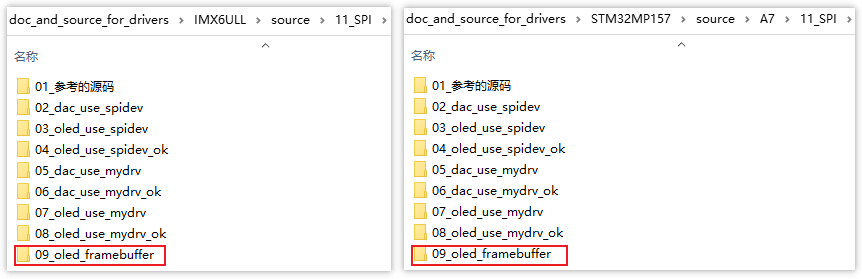 doc_and_source_for_drivers > IMX6ULL > source > 11_SPI >
名称
01_参考的源码
02_dac_use_spidev
03_oled_use_spidev
04_oled_use_spidev_ok
05_dac_use_mydrv
06_dac_use_mydrv_ok
07_oled_use_mydrv
08_oled_use_mydrv_ok
09_oled_framebuffer
doc_and_source_for_drivers > STM32MP157 > source > A7 > 11_SPI >
名称
01_参考的源码
02_dac_use_spidev
03_oled_use_spidev
04_oled_use_spidev_ok
05_dac_use_mydrv
06_dac_use_mydrv_ok
07_oled_use_mydrv
08_oled_use_mydrv_ok
09_oled_framebuffer